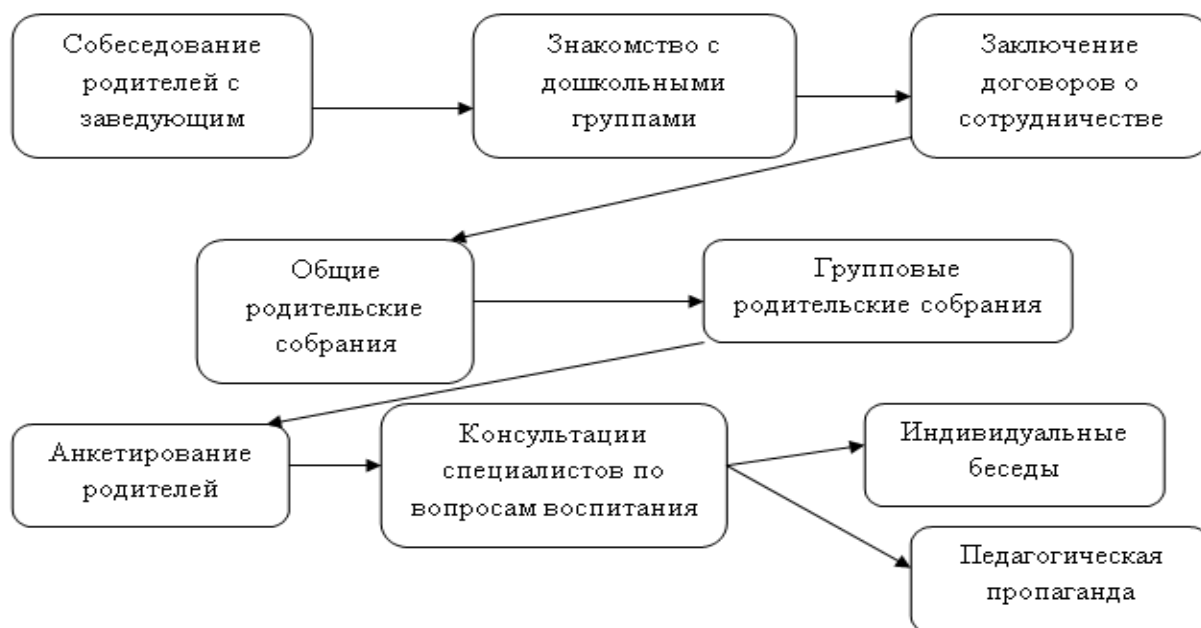 Собеседование
родителей с
заведующим
Знакомство с
дошкольными
группами
Заключение
договоров о
сотрудничестве
Общие
родительские
собрания
Групповые
родительские собрания
Анкетирование
родителей
Консультации
специалистов по
вопросам воспитания
Индивидуальные
беседы
Педагогическая
пропаганда